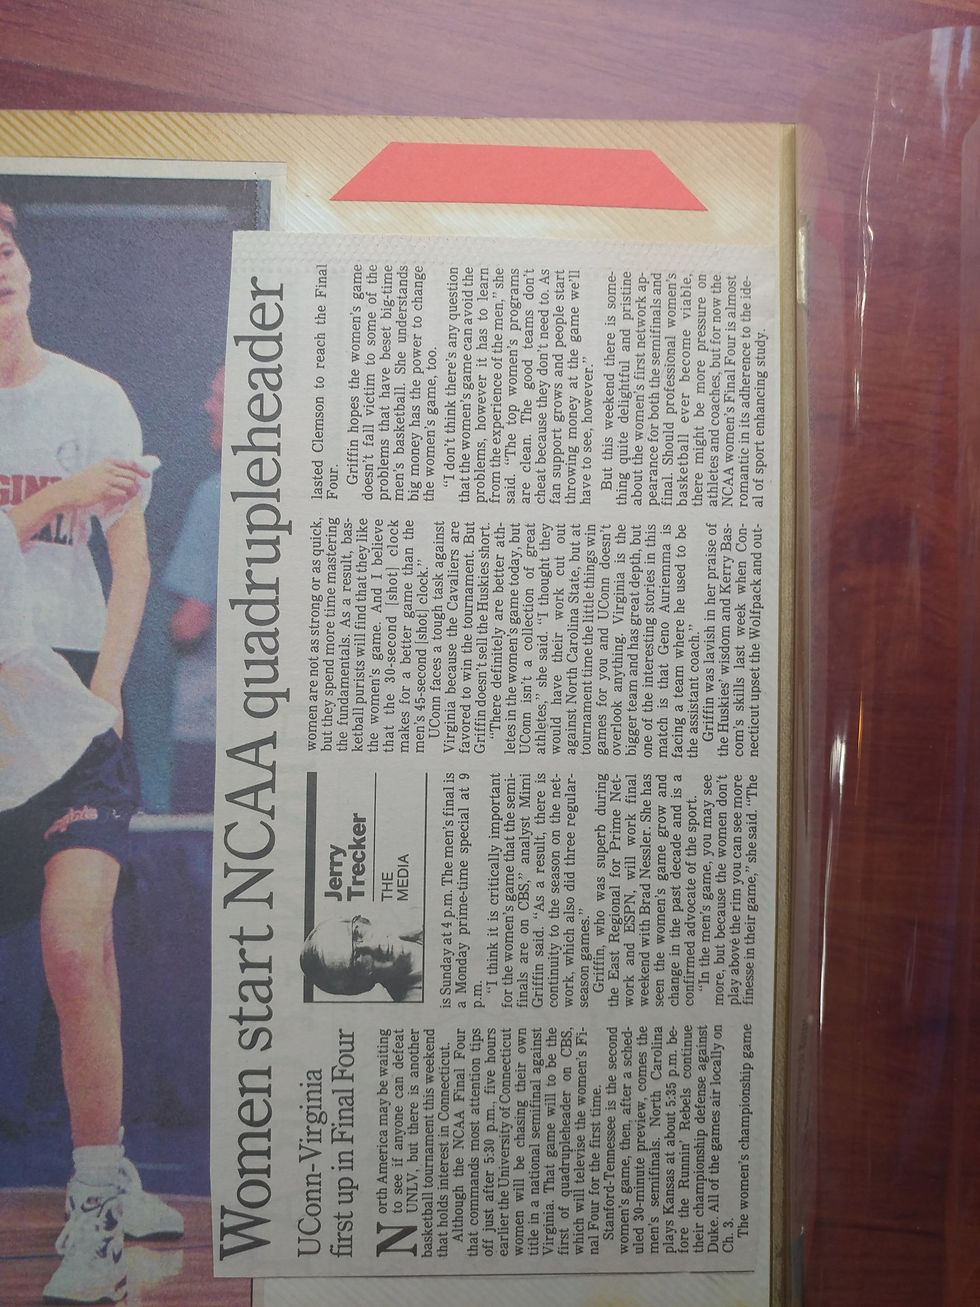 Women start NCAA quadrupleheader
UConn-Virginia
first up in Final Four
Jerry
Trecker
THE
MEDIA
North America may be waiting
to see if anyone can defeat
UNLV, but there is another
basketball tournament this weekend
that holds interest in Connecticut.
Although the NCAA Final Four
that commands most attention tips
off just after 5:30 p.m., five hours
earlier the University of Connecticut
women will be chasing their own
title in a national semifinal against
Virginia. That game will to be the
first of quadrupleheader on CBS,
which will televise the women's Fi-
nal Four for the first time.
Stanford-Tennessee is the second
women's game, then, after a sched-
uled 30-minute preview, comes the
men's semifinals. North Carolina
plays Kansas at about 5:35 p.m. be-
fore the Runnin' Rebels continue
their championship defense against
Duke. All of the games air locally on
Ch. 3.
The women's championship game
is Sunday at 4 p.m. The men's final is
a Monday prime-time special at 9
p.m.
"I think it is critically important
for the women's game that the semi-
finals are on CBS," analyst Mimi
Griffin said. "As a result, there is
continuity to the season on the net-
work, which also did three regular-
season games."
Griffin, who was superb during
the East Regional for Prime Net-
work and ESPN, will work final
weekend with Brad Nessler. She has
seen the women's game grow and
change in the past decade and is a
confirmed advocate of the sport.
"In the men's game, you may see
more, but because the women don't
play above the rim you can see more
finesse in their game," she said. "The
women are not as strong or as quick,
but they spend more time mastering
the fundamentals. As a result, bas-
ketball purists will find that they like
the women's game. And I believe
that the 30-second [shot] clock
makes for a better game than the
men's 45-second [shot] clock."
UConn faces a tough task against
Virginia because the Cavaliers are
favored to win the tournament. But
Griffin doesn't sell the Huskies short.
"There definitely are better ath-
letes in the women's game today, but
UConn isn't a collection of great
athletes," she said. "I thought they
would have their work cut out
against North Carolina State, but at
tournament time the little things win
games for you and UConn doesn't
overlook anything. Virginia is the
bigger team and has great depth, but
one of the interesting stories in this
match is that Geno Auriemma is
facing a team where he used to be
the assistant coach."
Griffin was lavish in her praise of
the Huskies' wisdom and Kerry Bas-
com's skills last week when Con-
necticut upset the Wolfpack and out-
lasted Clemson to reach the Final
Four.
Griffin hopes the women's game
doesn't fall victim to some of the
problems that have beset big-time
men's basketball. She understands
big money has the power to change
the women's game, too.
"I don't think there's any question
that the women's game can avoid the
problems, however it has to learn
from the experience of the men," she
said. "The top women's programs
are clean. The good teams don't
cheat because they don't need to. As
fan support grows and people start
throwing money at the game we'll
have to see, however."
But this weekend there is some-
thing quite delightful and pristine
about the women's first network ap-
pearance for both the semifinals and
final. Should professional women's
basketball ever become viable,
there might be more pressure on
athletes and coaches, but for now the
NCAA women's Final Four is almost
romantic in its adherence to the ide-
al of sport enhancing study.